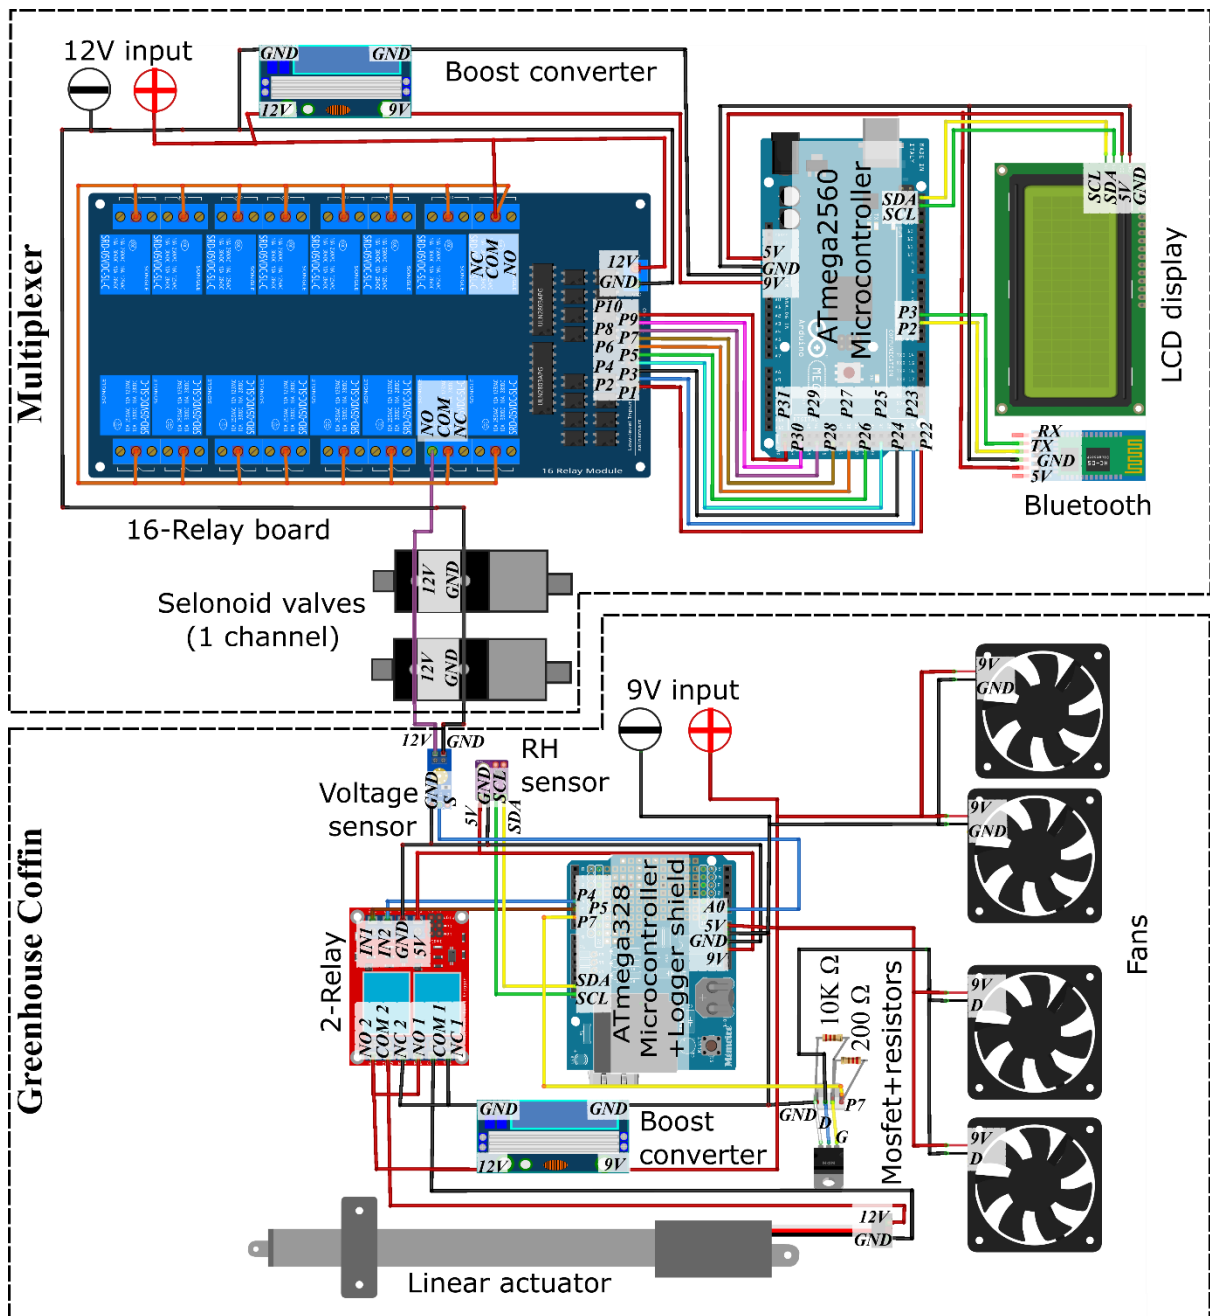 Multiplexer
12V input
GND
GND
12V
9V
Boost converter
NC
COM
NO
12V
GND
P10
P9
P8
P7
P6
P5
P4
P3
P2
P1
NO
COM
NC
16 Relay Module
16-Relay board
5V
GND
9V
ATmega2560
Microcontroller
SDA
SCL
P3
P2
P31
P30
P29
P28
P27
P26
P25
P24
P23
P22
SCL
SDA
5V
GND
LCD display
RX
TX
GND
5V
Bluetooth
Selonoid valves
(1 channel)
12V
GND
12V
GND
Greenhouse Coffin
12V
GND
GND
S
Voltage
sensor
RH
sensor
5V
GND
SCL
SDA
9V input
9V
GND
9V
GND
9V
D
9V
D
Fans
2-Relay
IN1
IN2
GND
5V
NO 2
COM 2
NC 2
NO 1
COM 1
NC 1
P4
P5
P7
SDA
SCL
ATmega328
Microcontroller
+Logger shield
A0
5V
GND
9V
10K Ω
200 Ω
Mosfet+resistors
GND
D
G
P7
GND
GND
12V
9V
Boost
converter
12V
GND
Linear actuator